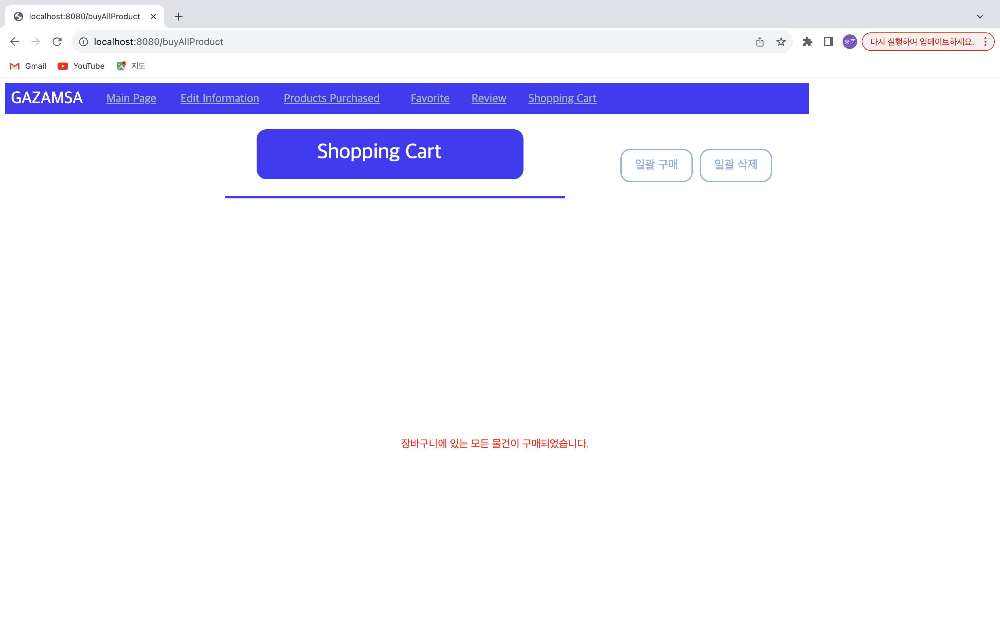 localhost:8080/buyAllProduct
localhost:8080/buyAllProduct
승준
다시 실행하여 업데이트하세요.
Gmail YouTube 지도
GAZAMSA Main Page Edit Information Products Purchased Favorite Review Shopping Cart
Shopping Cart
일괄 구매 일괄 삭제
장바구니에 있는 모든 물건이 구매되었습니다.